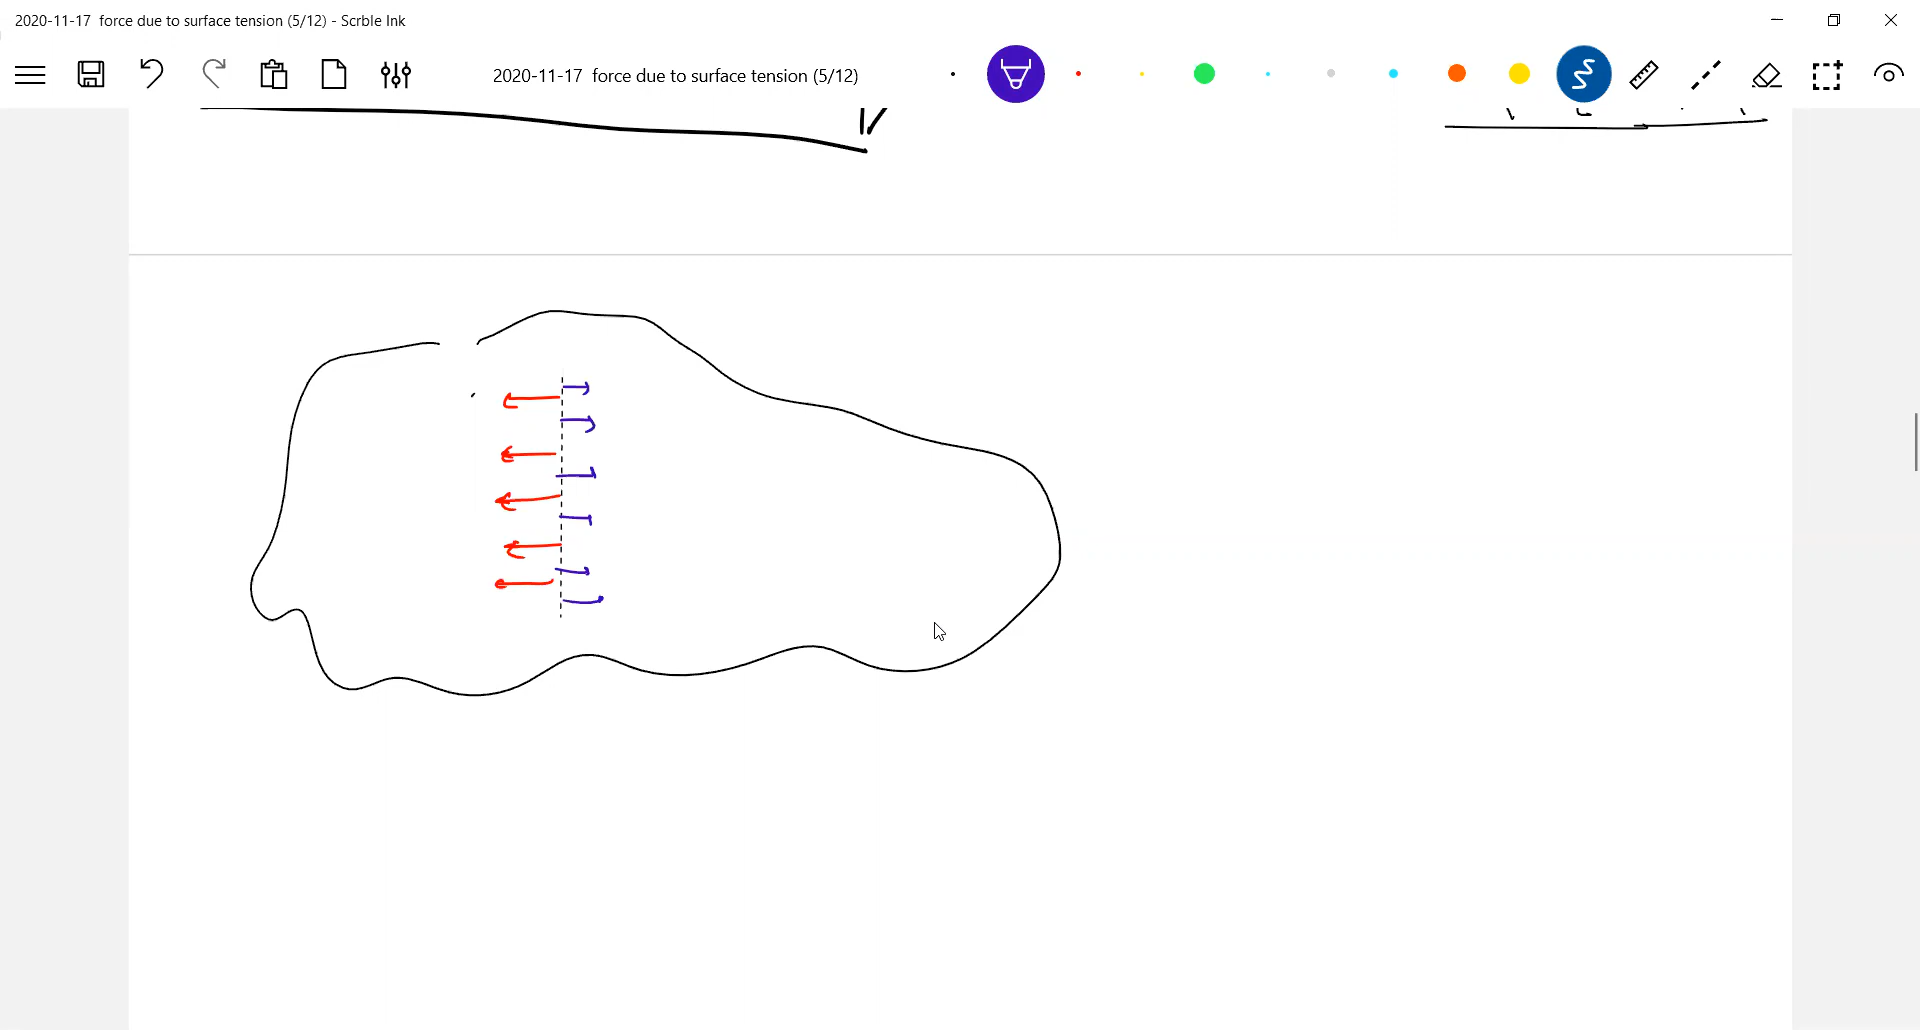 2020-11-17 force due to surface tension (5/12) - Scrble Ink
2020-11-17 force due to surface tension (5/12)